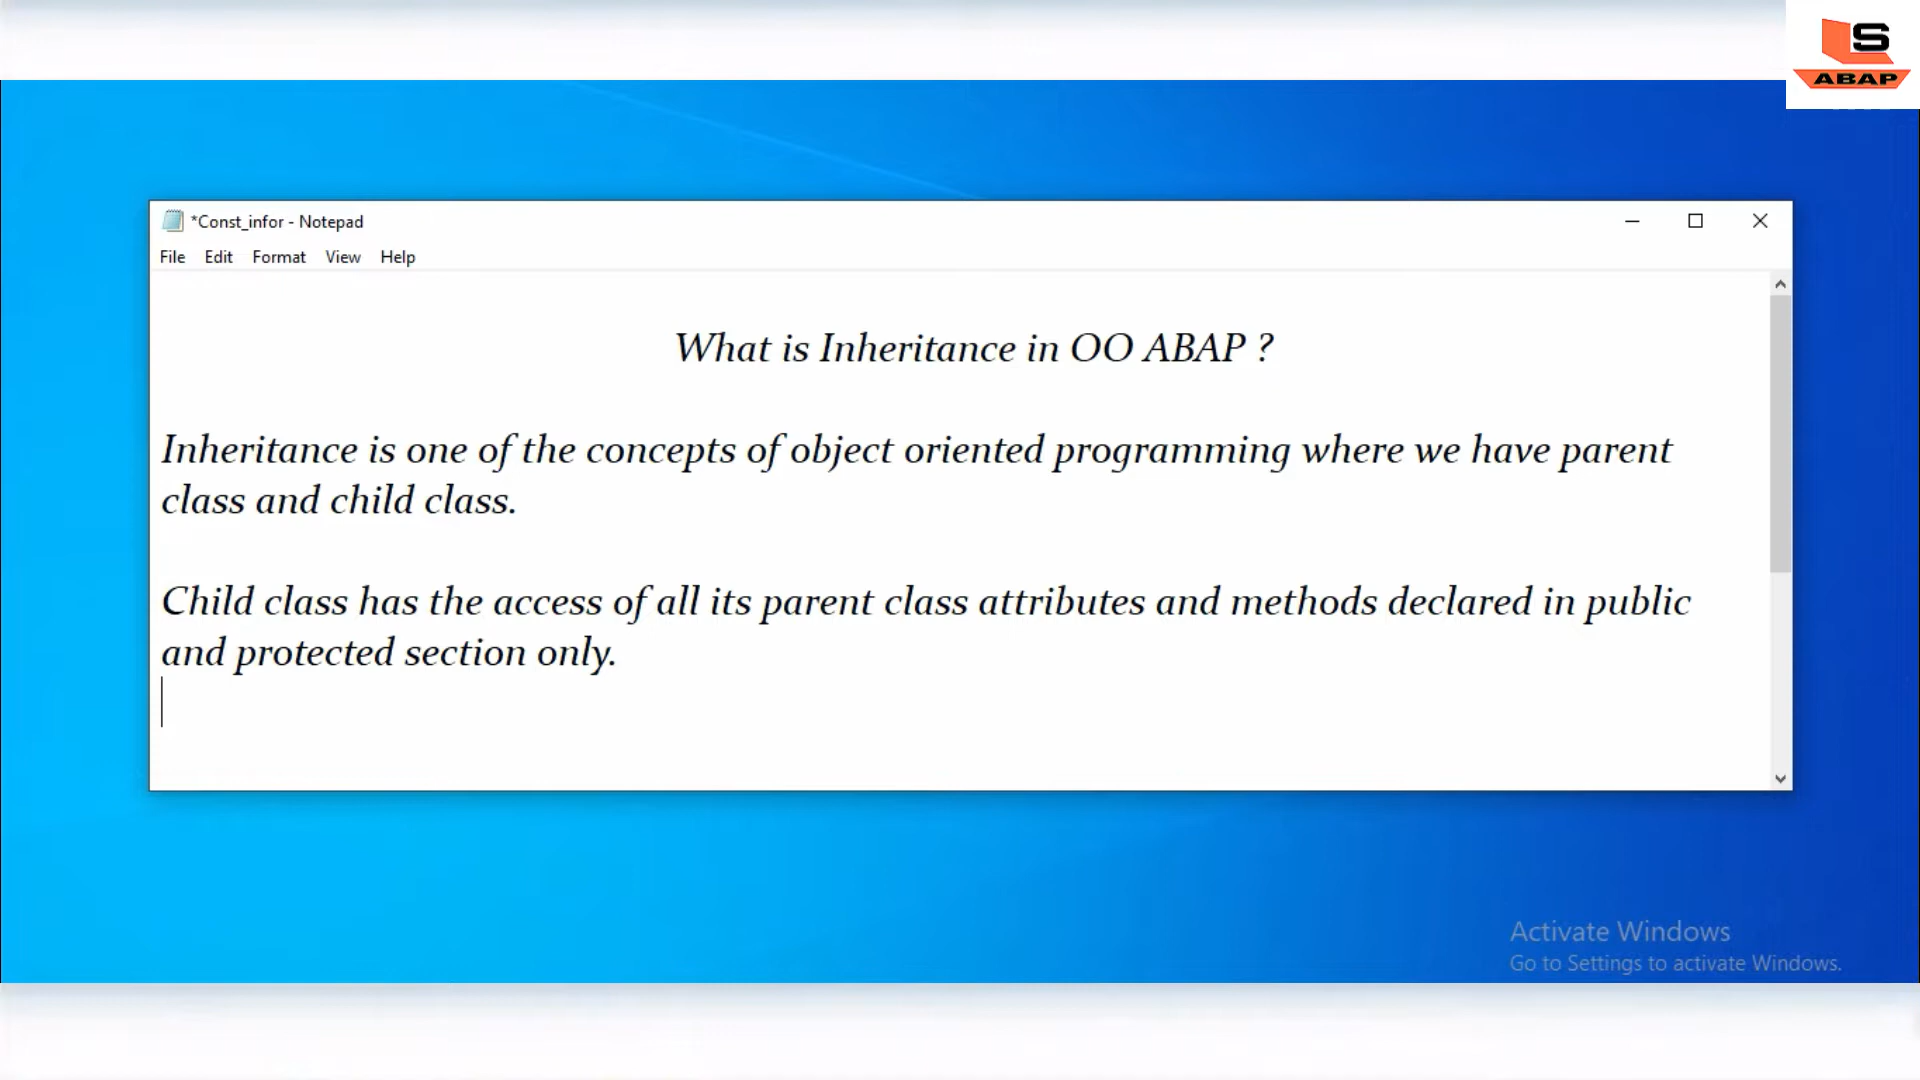 LS
ABAP
*Const_infor - Notepad
File Edit Format View Help
What is Inheritance in OO ABAP ?
Inheritance is one of the concepts of object oriented programming where we have parent
class and child class.
Child class has the access of all its parent class attributes and methods declared in public
and protected section only.
Activate Windows
Go to Settings to activate Windows.